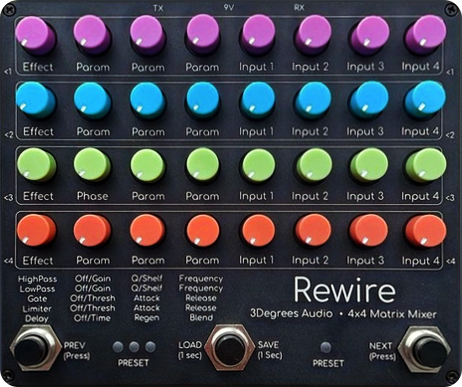 TX 9V RX
<1 Effect Param Param Param Input 1 Input 2 Input 3 Input 4 <1
<2 Effect Param Param Param Input 1 Input 2 Input 3 Input 4 <2
<3 Effect Phase Param Param Input 1 Input 2 Input 3 Input 4 <3
<4 Effect Param Param Param Input 1 Input 2 Input 3 Input 4 <4
HighPass Off/Gain Q/Shelf Frequency
LowPass Off/Gain Q/Shelf Frequency
Gate Off/Thresh Attack Release
Limiter Off/Thresh Attack Release
Delay Off/Time Regen Blend
Rewire
3Degrees Audio • 4x4 Matrix Mixer
PREV (Press)
PRESET
LOAD (1 sec)
SAVE (1 Sec)
PRESET
NEXT (Press)